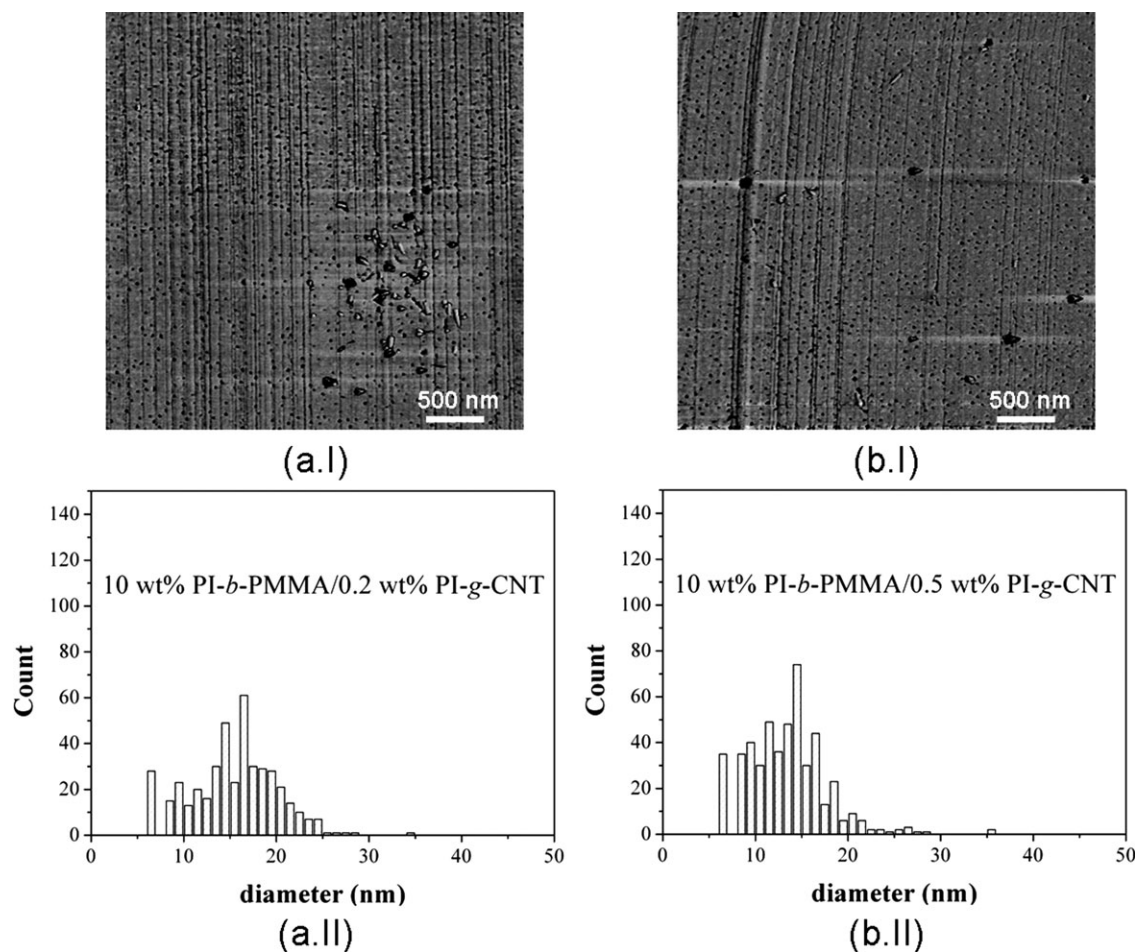 500 nm
500 nm
(a.I)
(b.I)
140
120
100
80
60
40
20
0
Count
10 wt% PI-b-PMMA/0.2 wt% PI-g-CNT
0 10 20 30 40 50
diameter (nm)
(a.II)
140
120
100
80
60
40
20
0
Count
10 wt% PI-b-PMMA/0.5 wt% PI-g-CNT
0 10 20 30 40 50
diameter (nm)
(b.II)